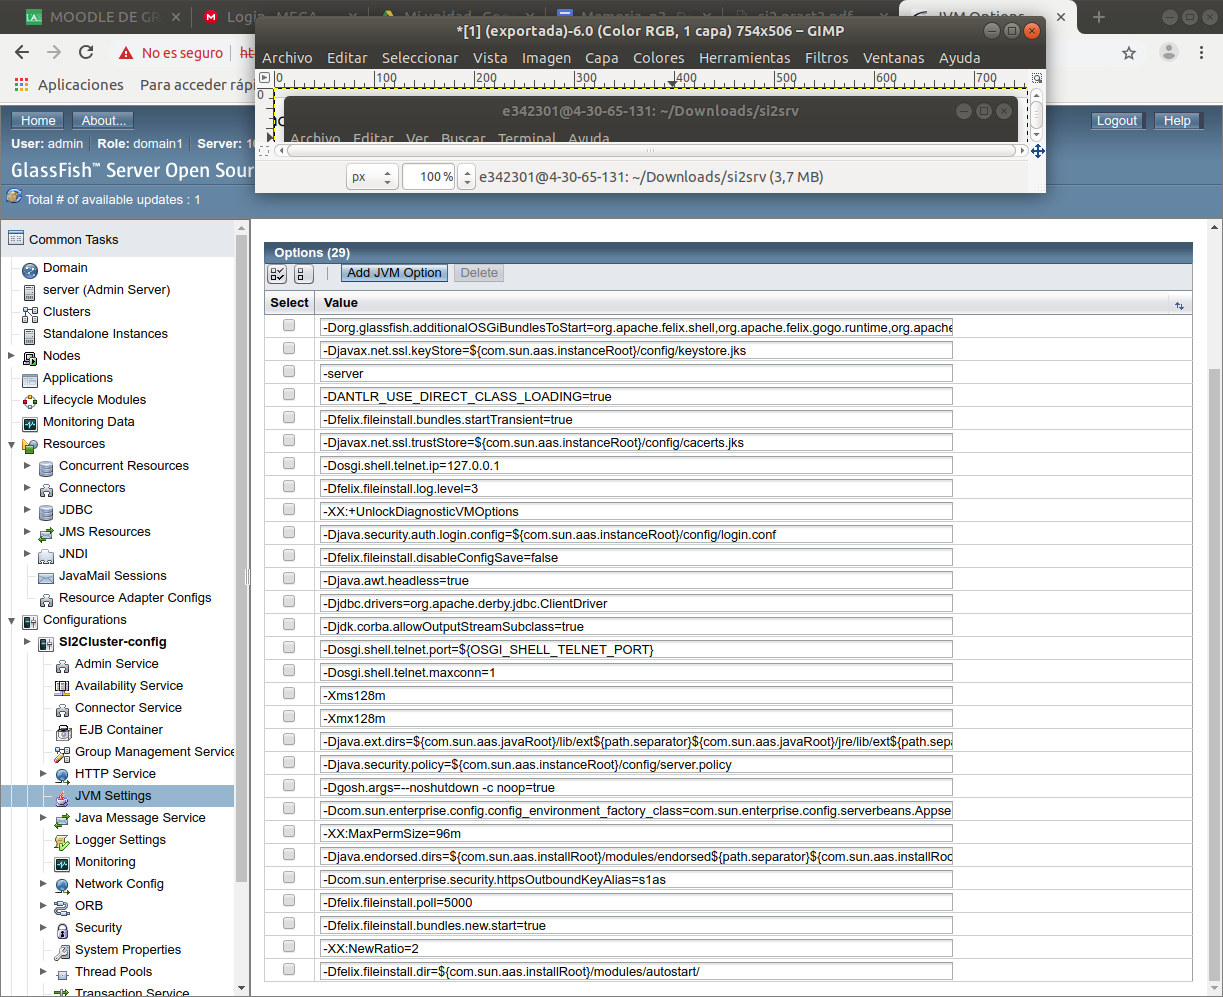 MOODLE DE GR
Login - MEGA
Mi unidad - Goo
Memoria-p3 - D
si2 pract2.pdf
JVM Options
No es seguro
Aplicaciones
Para acceder rápi
*[1] (exportada)-6.0 (Color RGB, 1 capa) 754x506 – GIMP
Archivo Editar Seleccionar Vista Imagen Capa Colores Herramientas Filtros Ventanas Ayuda
0 100 200 300 400 500 600 700
0
e342301@4-30-65-131: ~/Downloads/si2srv
Archivo Editar Ver Buscar Terminal Ayuda
px 100 % e342301@4-30-65-131: ~/Downloads/si2srv (3,7 MB)
Home About... Logout Help
User: admin Role: domain1 Server: 1
GlassFish™ Server Open Sour
Total # of available updates : 1
Common Tasks
Domain
server (Admin Server)
Clusters
Standalone Instances
Nodes
Applications
Lifecycle Modules
Monitoring Data
Resources
Concurrent Resources
Connectors
JDBC
JMS Resources
JNDI
JavaMail Sessions
Resource Adapter Configs
Configurations
SI2Cluster-config
Admin Service
Availability Service
Connector Service
EJB Container
Group Management Service
HTTP Service
JVM Settings
Java Message Service
Logger Settings
Monitoring
Network Config
ORB
Security
System Properties
Thread Pools
Transaction Service
Options (29)
Add JVM Option Delete
Select Value
-Dorg.glassfish.additionalOSGiBundlesToStart=org.apache.felix.shell,org.apache.felix.gogo.runtime,org.apache
-Djavax.net.ssl.keyStore=${com.sun.aas.instanceRoot}/config/keystore.jks
-server
-DANTLR_USE_DIRECT_CLASS_LOADING=true
-Dfelix.fileinstall.bundles.startTransient=true
-Djavax.net.ssl.trustStore=${com.sun.aas.instanceRoot}/config/cacerts.jks
-Dosgi.shell.telnet.ip=127.0.0.1
-Dfelix.fileinstall.log.level=3
-XX:+UnlockDiagnosticVMOptions
-Djava.security.auth.login.config=${com.sun.aas.instanceRoot}/config/login.conf
-Dfelix.fileinstall.disableConfigSave=false
-Djava.awt.headless=true
-Djdbc.drivers=org.apache.derby.jdbc.ClientDriver
-Djdk.corba.allowOutputStreamSubclass=true
-Dosgi.shell.telnet.port=${OSGI_SHELL_TELNET_PORT}
-Dosgi.shell.telnet.maxconn=1
-Xms128m
-Xmx128m
-Djava.ext.dirs=${com.sun.aas.javaRoot}/lib/ext${path.separator}${com.sun.aas.javaRoot}/jre/lib/ext${path.sepa
-Djava.security.policy=${com.sun.aas.instanceRoot}/config/server.policy
-Dgosh.args=--noshutdown -c noop=true
-Dcom.sun.enterprise.config.config_environment_factory_class=com.sun.enterprise.config.serverbeans.Appse
-XX:MaxPermSize=96m
-Djava.endorsed.dirs=${com.sun.aas.installRoot}/modules/endorsed${path.separator}${com.sun.aas.installRoo
-Dcom.sun.enterprise.security.httpsOutboundKeyAlias=s1as
-Dfelix.fileinstall.poll=5000
-Dfelix.fileinstall.bundles.new.start=true
-XX:NewRatio=2
-Dfelix.fileinstall.dir=${com.sun.aas.installRoot}/modules/autostart/